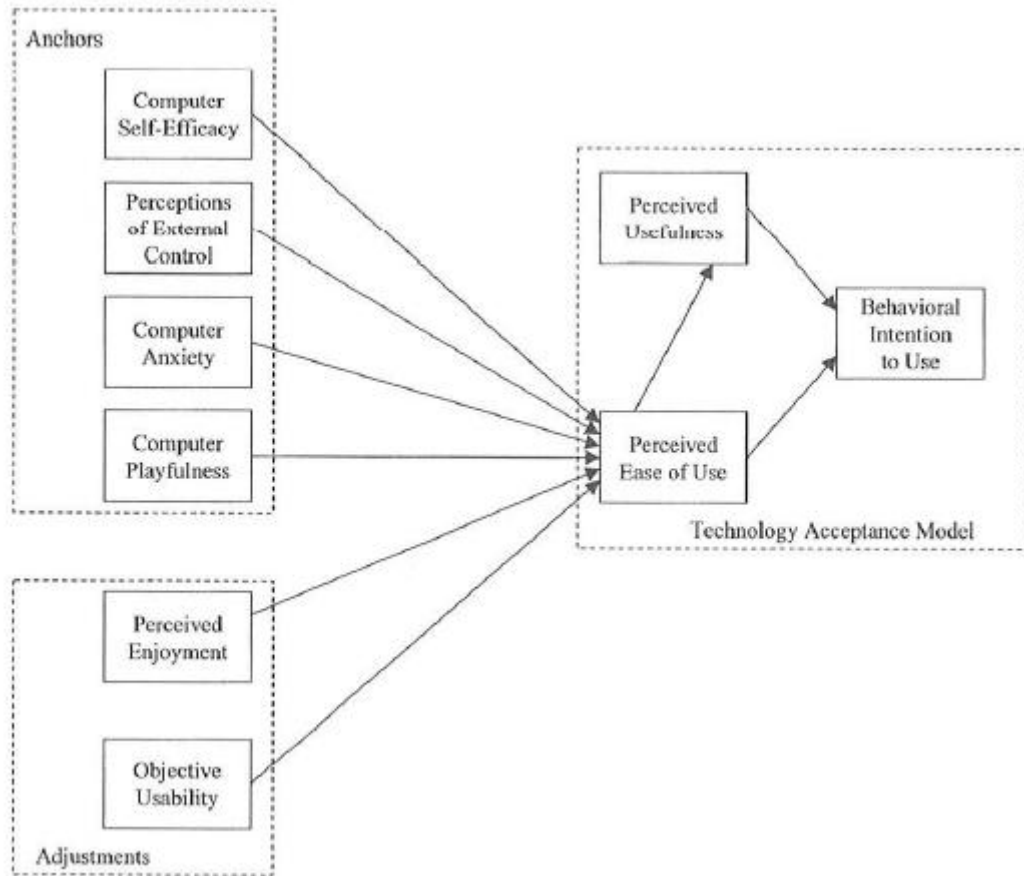 Anchors
Computer
Self-Efficacy
Perceptions
of External
Control
Computer
Anxiety
Computer
Playfulness
Perceived
Enjoyment
Objective
Usability
Adjustments
Perceived
Usefulness
Behavioral
Intention
to Use
Perceived
Ease of Use
Technology Acceptance Model